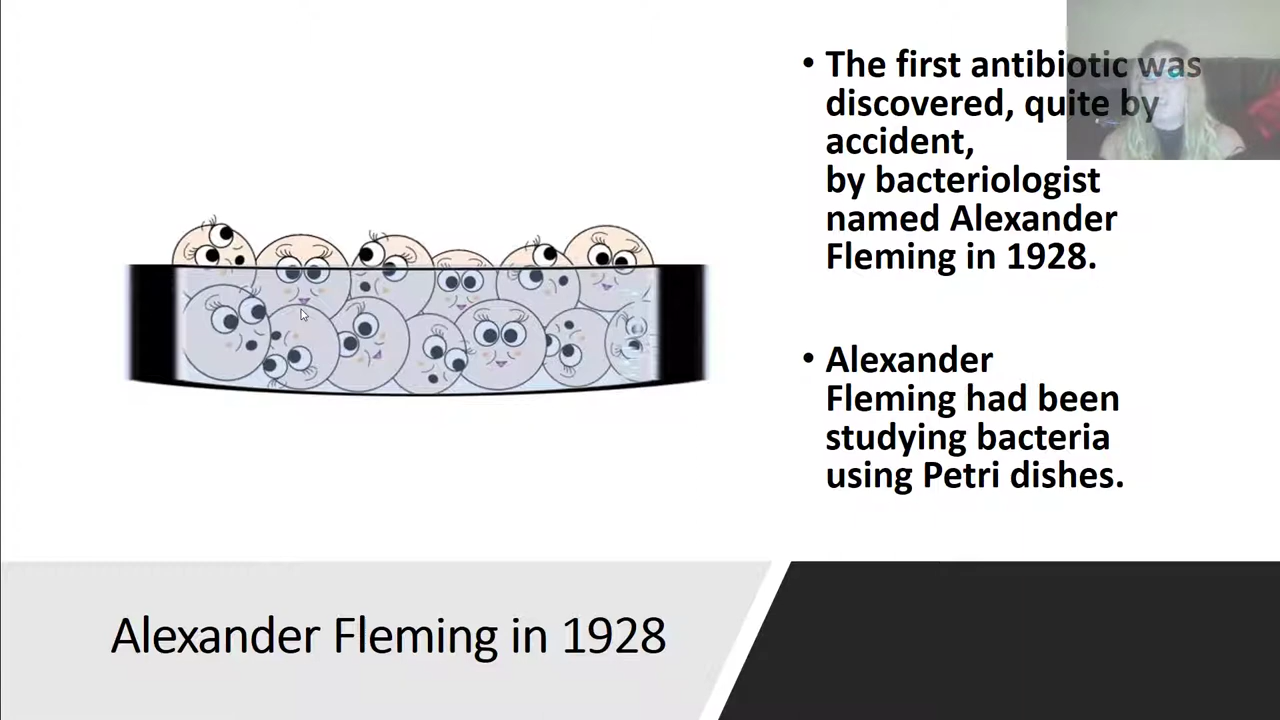 • The first antibiotic was
discovered, quite by
accident,
by bacteriologist
named Alexander
Fleming in 1928.
• Alexander
Fleming had been
studying bacteria
using Petri dishes.
Alexander Fleming in 1928